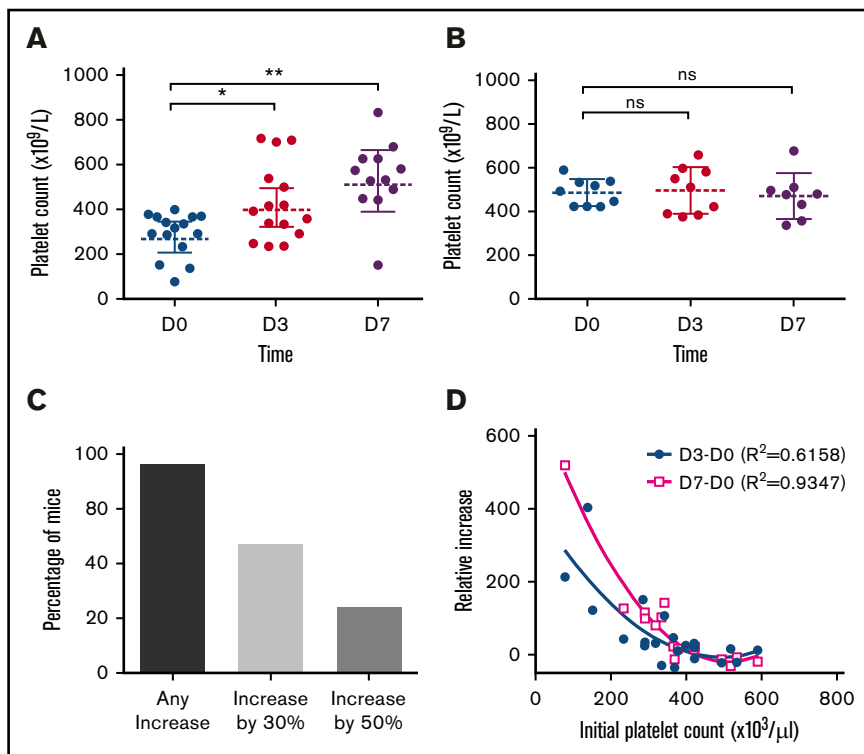 A
Platelet count (x10⁹/L)
1000
800
600
400
200
0
*
**
D0 D3 D7
Time
B
Platelet count (x10⁹/L)
1000
800
600
400
200
0
ns
ns
D0 D3 D7
Time
C
Percentage of mice
100
80
40
20
0
Any Increase by 30% Increase by 50%
Increase
D
Relative increase
600
400
200
0
D3-D0 (R²=0.6158)
D7-D0 (R²=0.9347)
0 200 400 600 800
Initial platelet count (x10³/μl)